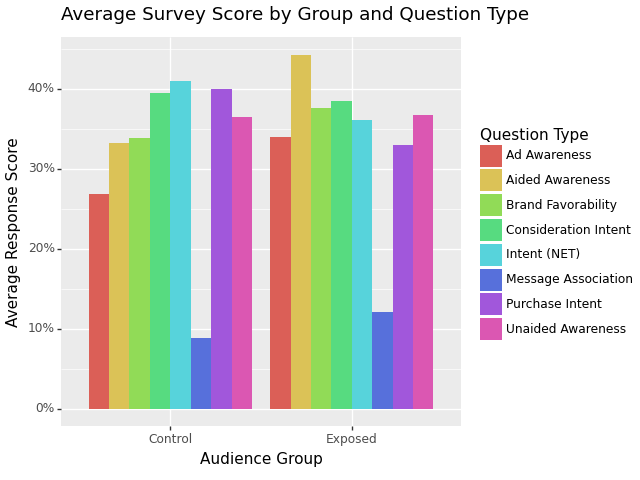 Average Survey Score by Group and Question Type
Average Response Score
40%
30%
20%
10%
0%
Control
Exposed
Audience Group
Question Type
Ad Awareness
Aided Awareness
Brand Favorability
Consideration Intent
Intent (NET)
Message Association
Purchase Intent
Unaided Awareness